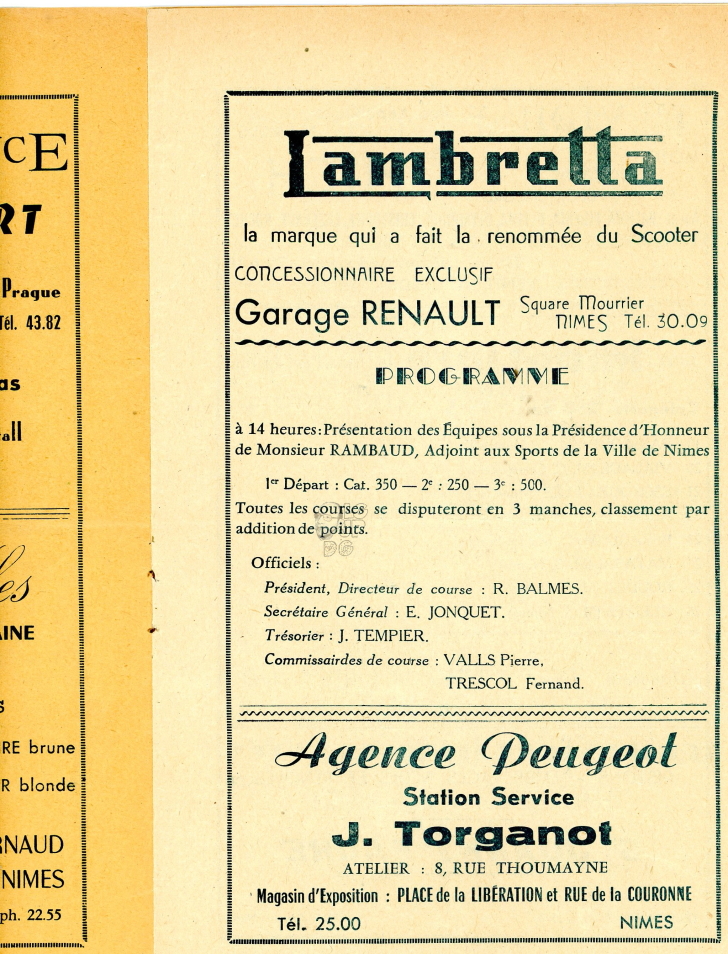 CE
RT
Prague
Tél. 43.82
as
all
es
AINE
S
RE brune
R blonde
RNAUD
NIMES
ph. 22.55
Lambretta
la marque qui a fait la renommée du Scooter
CONCESSIONNAIRE EXCLUSIF
Garage RENAULT Square Mourrier
NIMES Tél. 30.09
PROGRAMME
à 14 heures : Présentation des Équipes sous la Présidence d'Honneur
de Monsieur RAMBAUD, Adjoint aux Sports de la Ville de Nimes
1er Départ : Cat. 350 — 2e : 250 — 3e : 500.
Toutes les courses se disputeront en 3 manches, classement par
addition de points.
Officiels :
Président, Directeur de course : R. BALMES.
Secrétaire Général : E. JONQUET.
Trésorier : J. TEMPIER.
Commissairdes de course : VALLS Pierre,
TRESCOL Fernand.
Agence Peugeot
Station Service
J. Torganot
ATELIER : 8, RUE THOUMAYNE
Magasin d'Exposition : PLACE de la LIBÉRATION et RUE de la COURONNE
Tél. 25.00 NIMES